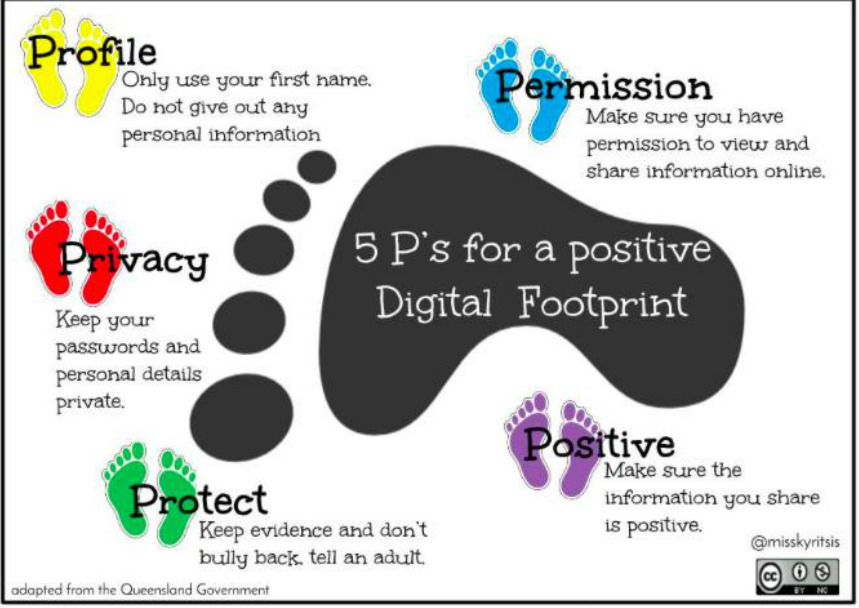 Profile
Only use your first name.
Do not give out any
personal information
Permission
Make sure you have
permission to view and
share information online.
5 P's for a positive
Digital Footprint
Privacy
Keep your
passwords and
personal details
private.
Positive
Make sure the
information you share
is positive.
Protect
Keep evidence and don't
bully back, tell an adult.
@misskyritsis
cc
BY NC
adapted from the Queensland Government